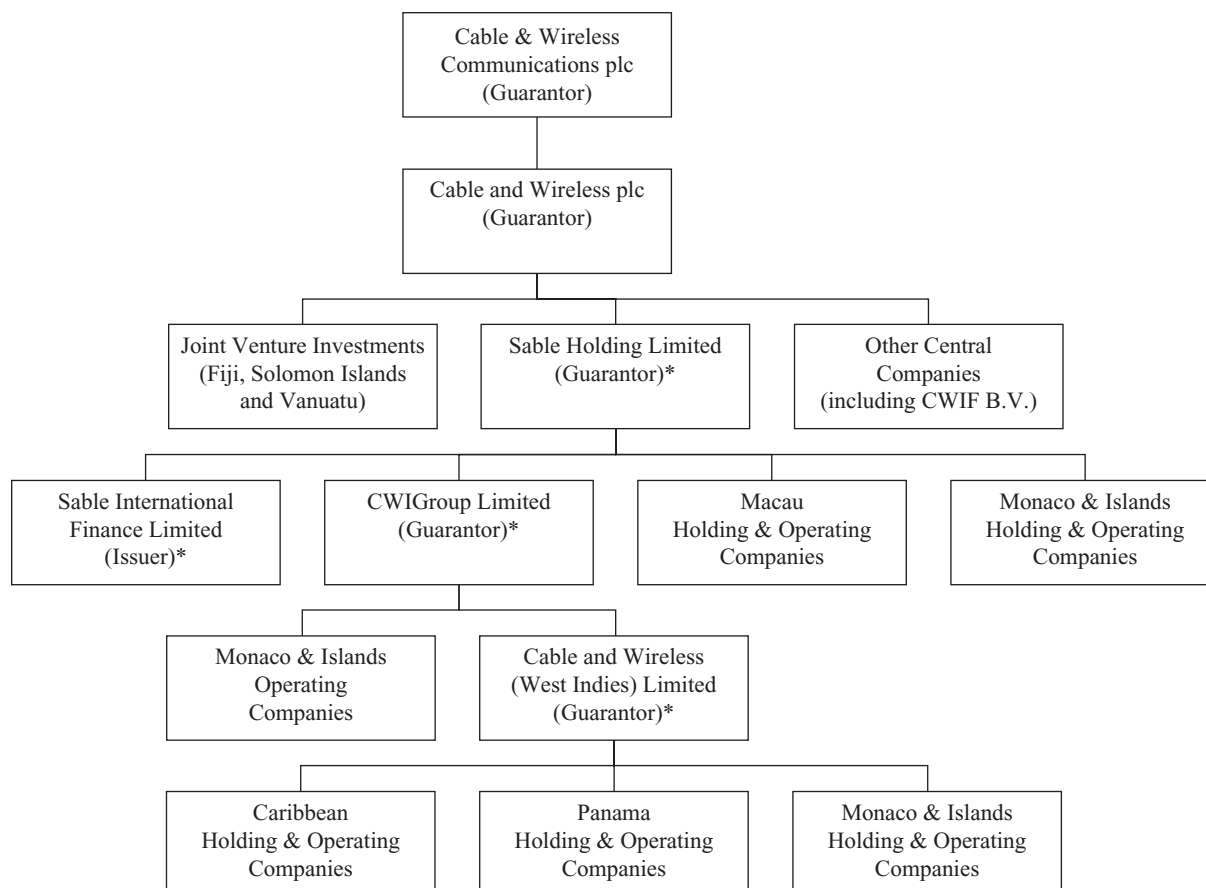 Cable & Wireless
Communications plc
(Guarantor)
Cable and Wireless plc
(Guarantor)
Joint Venture Investments
(Fiji, Solomon Islands
and Vanuatu)
Sable Holding Limited
(Guarantor)*
Other Central
Companies
(including CWIF B.V.)
Sable International
Finance Limited
(Issuer)*
CWIGroup Limited
(Guarantor)*
Macau
Holding & Operating
Companies
Monaco & Islands
Holding & Operating
Companies
Monaco & Islands
Operating
Companies
Cable and Wireless
(West Indies) Limited
(Guarantor)*
Caribbean
Holding & Operating
Companies
Panama
Holding & Operating
Companies
Monaco & Islands
Holding & Operating
Companies